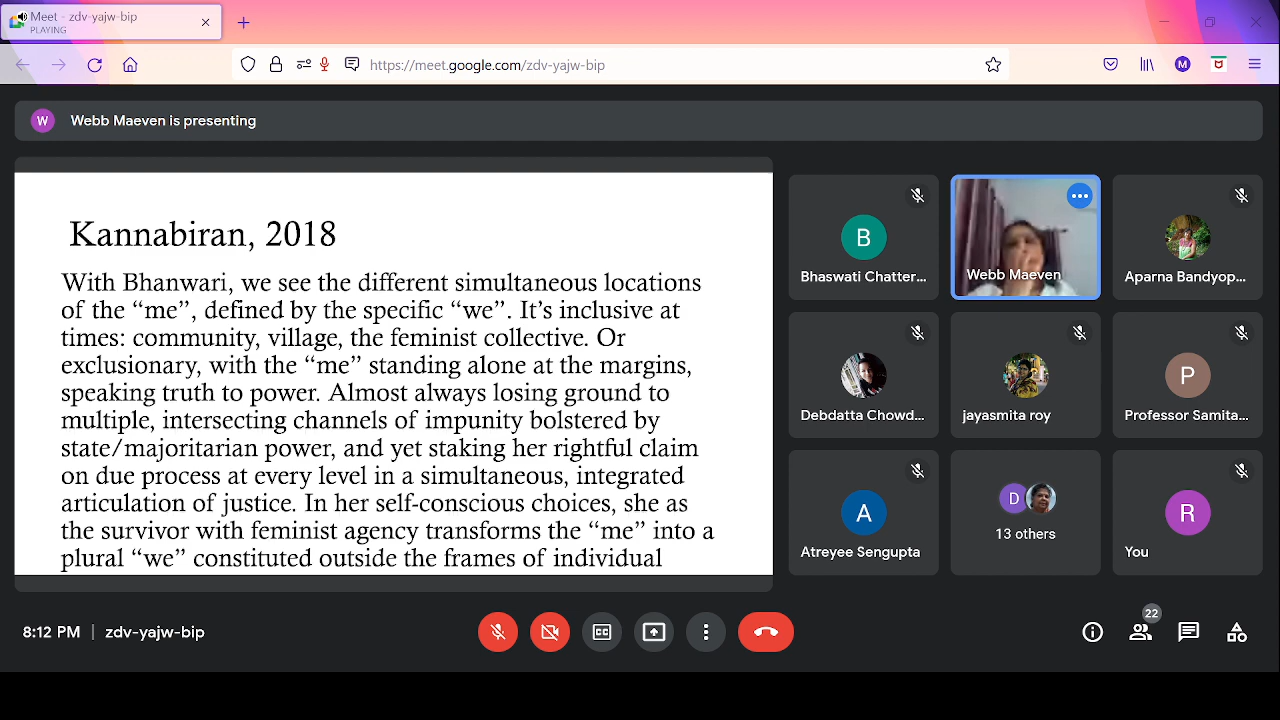 Meet - zdv-yajw-bip
PLAYING
https://meet.google.com/zdv-yajw-bip
M
W
Webb Maeven is presenting
Kannabiran, 2018
With Bhanwari, we see the different simultaneous locations
of the “me”, defined by the specific “we”. It’s inclusive at
times: community, village, the feminist collective. Or
exclusionary, with the “me” standing alone at the margins,
speaking truth to power. Almost always losing ground to
multiple, intersecting channels of impunity bolstered by
state/majoritarian power, and yet staking her rightful claim
on due process at every level in a simultaneous, integrated
articulation of justice. In her self-conscious choices, she as
the survivor with feminist agency transforms the “me” into a
plural “we” constituted outside the frames of individual
B
Bhaswati Chatter...
Webb Maeven
Aparna Bandyop...
Debdatta Chowd...
jayasmita roy
P
Professor Samita...
A
Atreyee Sengupta
D
13 others
R
You
8:12 PM
zdv-yajw-bip
CC
22